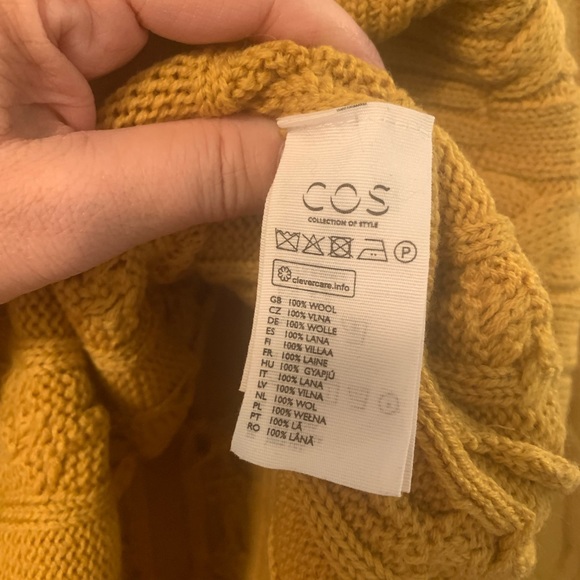 COS
COLLECTION OF STYLE
P
clevercare.info
GB 100% WOOL
CZ 100% VLNA
DE 100% WOLLE
ES 100% LANA
FI 100% VILLAA
FR 100% LAINE
HU 100% GYAPJÚ
IT 100% LANA
LV 100% VILNA
NL 100% WOL
PL 100% WEŁNA
PT 100% LÃ
RO 100% LÂNĂ